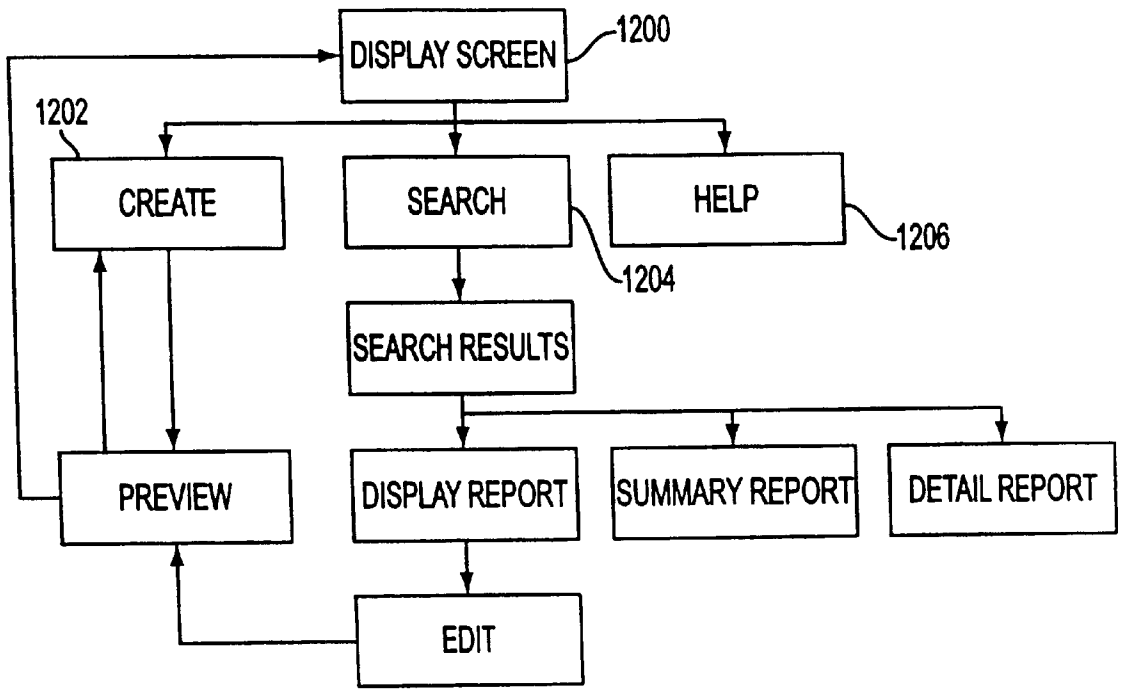 DISPLAY SCREEN
1200
1202
CREATE
SEARCH
HELP
1206
1204
SEARCH RESULTS
PREVIEW
DISPLAY REPORT
SUMMARY REPORT
DETAIL REPORT
EDIT